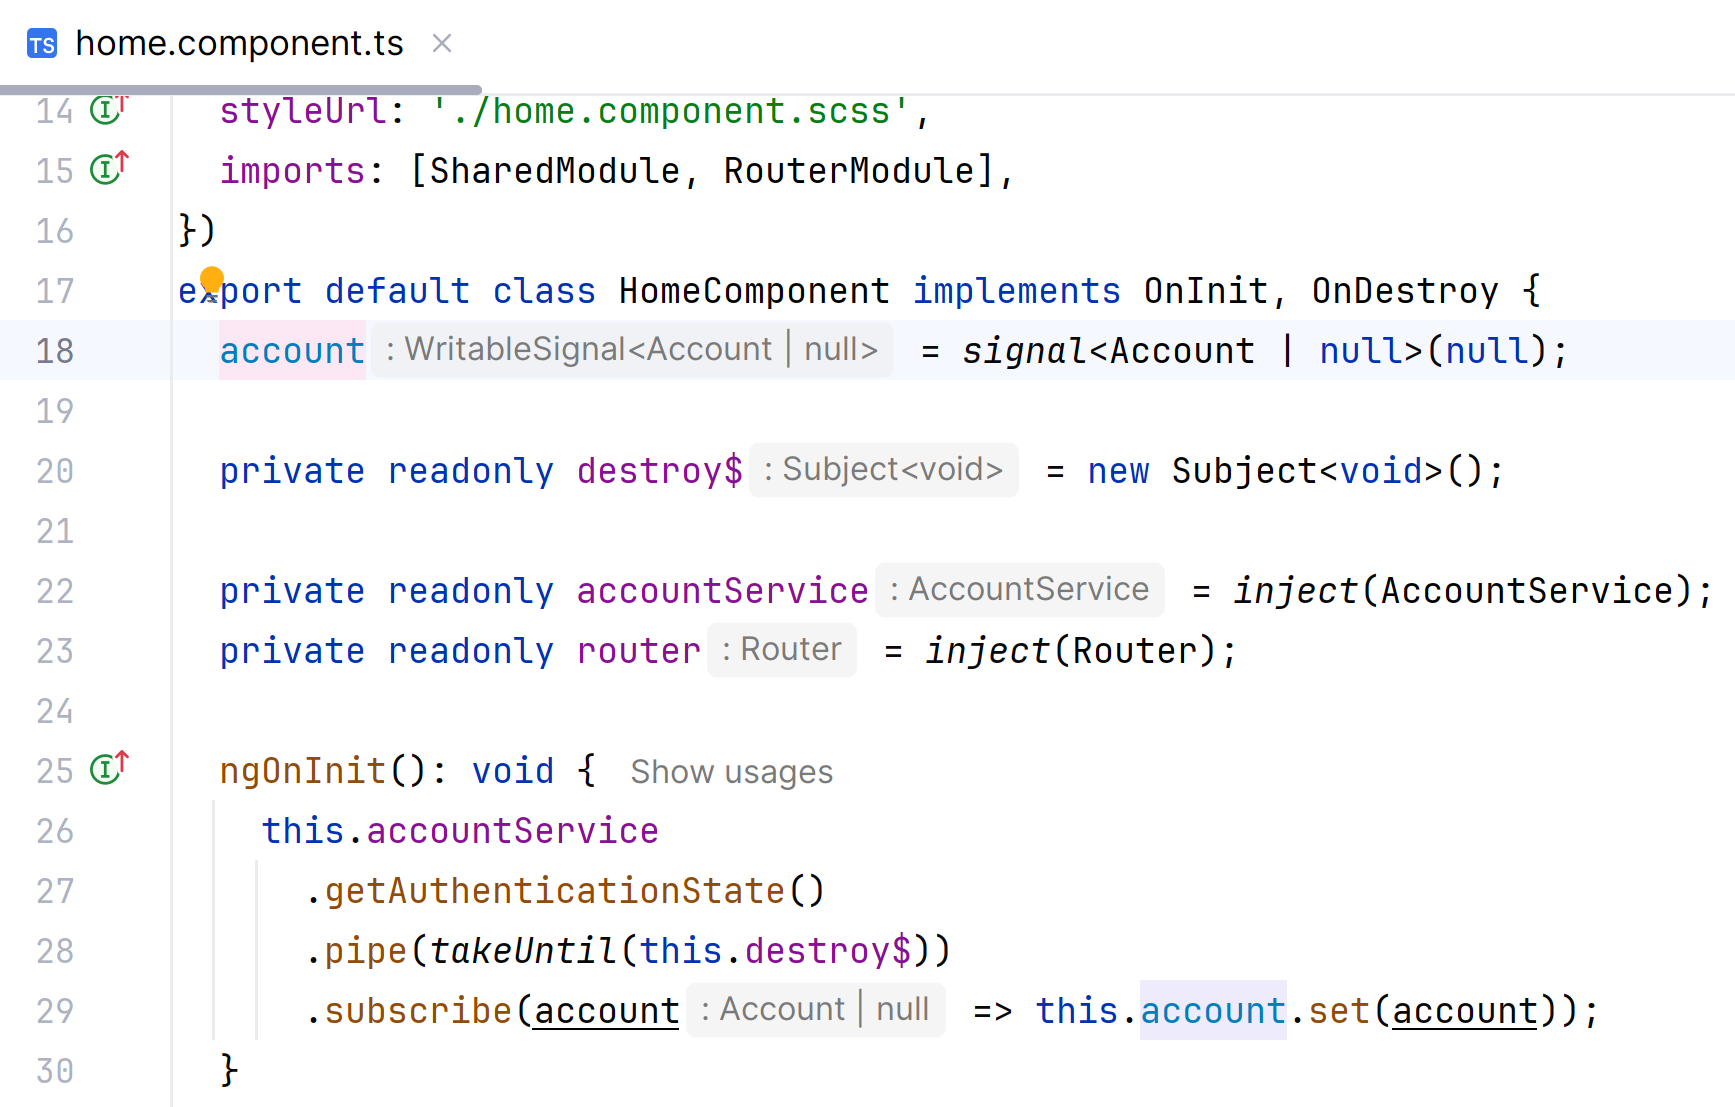 TS home.component.ts ×
14 styleUrl: './home.component.scss',
15 imports: [SharedModule, RouterModule],
16 })
17 export default class HomeComponent implements OnInit, OnDestroy {
18 account : WritableSignal<Account | null> = signal<Account | null>(null);
19
20 private readonly destroy$ : Subject<void> = new Subject<void>();
21
22 private readonly accountService : AccountService = inject(AccountService);
23 private readonly router : Router = inject(Router);
24
25 ngOnInit(): void { Show usages
26 this.accountService
27 .getAuthenticationState()
28 .pipe(takeUntil(this.destroy$))
29 .subscribe(account : Account | null => this.account.set(account));
30 }